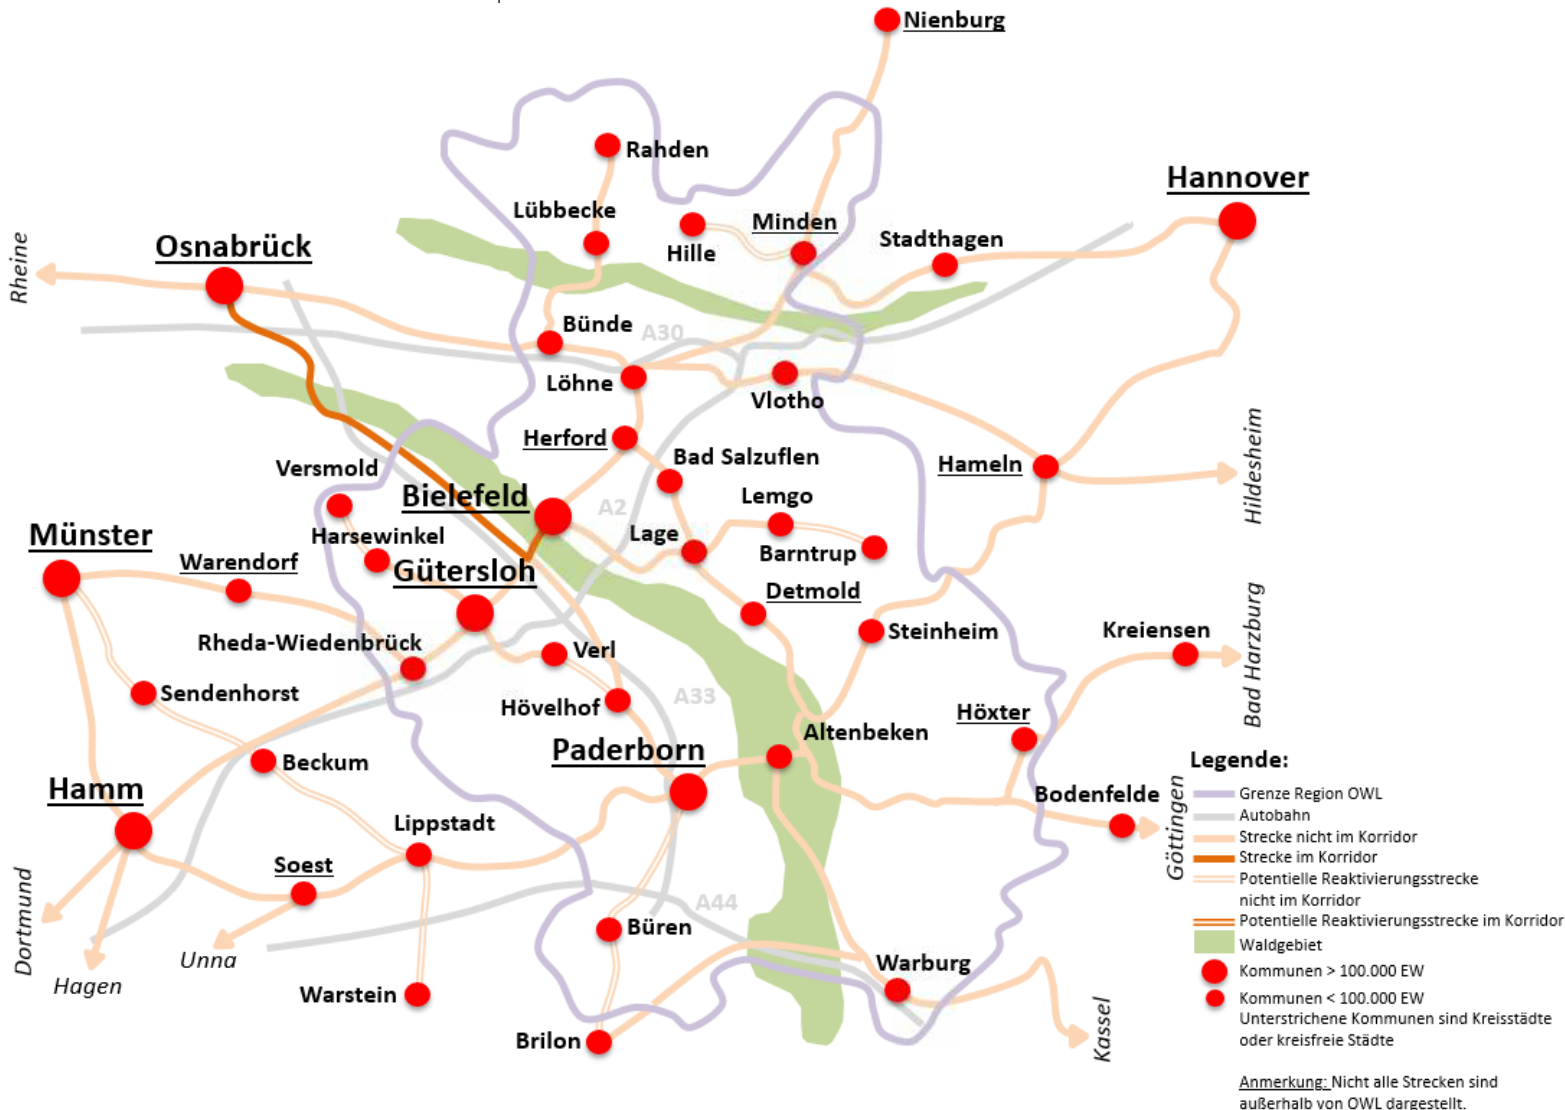 Nienburg
Rahden
Hannover
Lübbecke
Minden
Stadthagen
Hille
Osnabrück
Rheine
Bünde
A30
Löhne
Vlotho
Herford
Bad Salzuflen
Hameln
Hildesheim
Versmold
Bielefeld
A2
Lemgo
Harsewinkel
Lage
Barntrup
Münster
Warendorf
Gütersloh
Detmold
Rheda-Wiedenbrück
Verl
Steinheim
Kreiensen
Bad Harzburg
Sendenhorst
Hövelhof
A33
Höxter
Altenbeken
Paderborn
Beckum
Hamm
Bodenfelde
Göttingen
Lippstadt
Soest
Dortmund
Hagen
Unna
A44
Büren
Warstein
Warburg
Brilon
Kassel
Legende:
Grenze Region OWL
Autobahn
Strecke nicht im Korridor
Strecke im Korridor
Potentielle Reaktivierungsstrecke
nicht im Korridor
Potentielle Reaktivierungsstrecke im Korridor
Waldgebiet
Kommunen > 100.000 EW
Kommunen < 100.000 EW
Unterstrichene Kommunen sind Kreisstädte
oder kreisfreie Städte
Anmerkung: Nicht alle Strecken sind
außerhalb von OWL dargestellt.